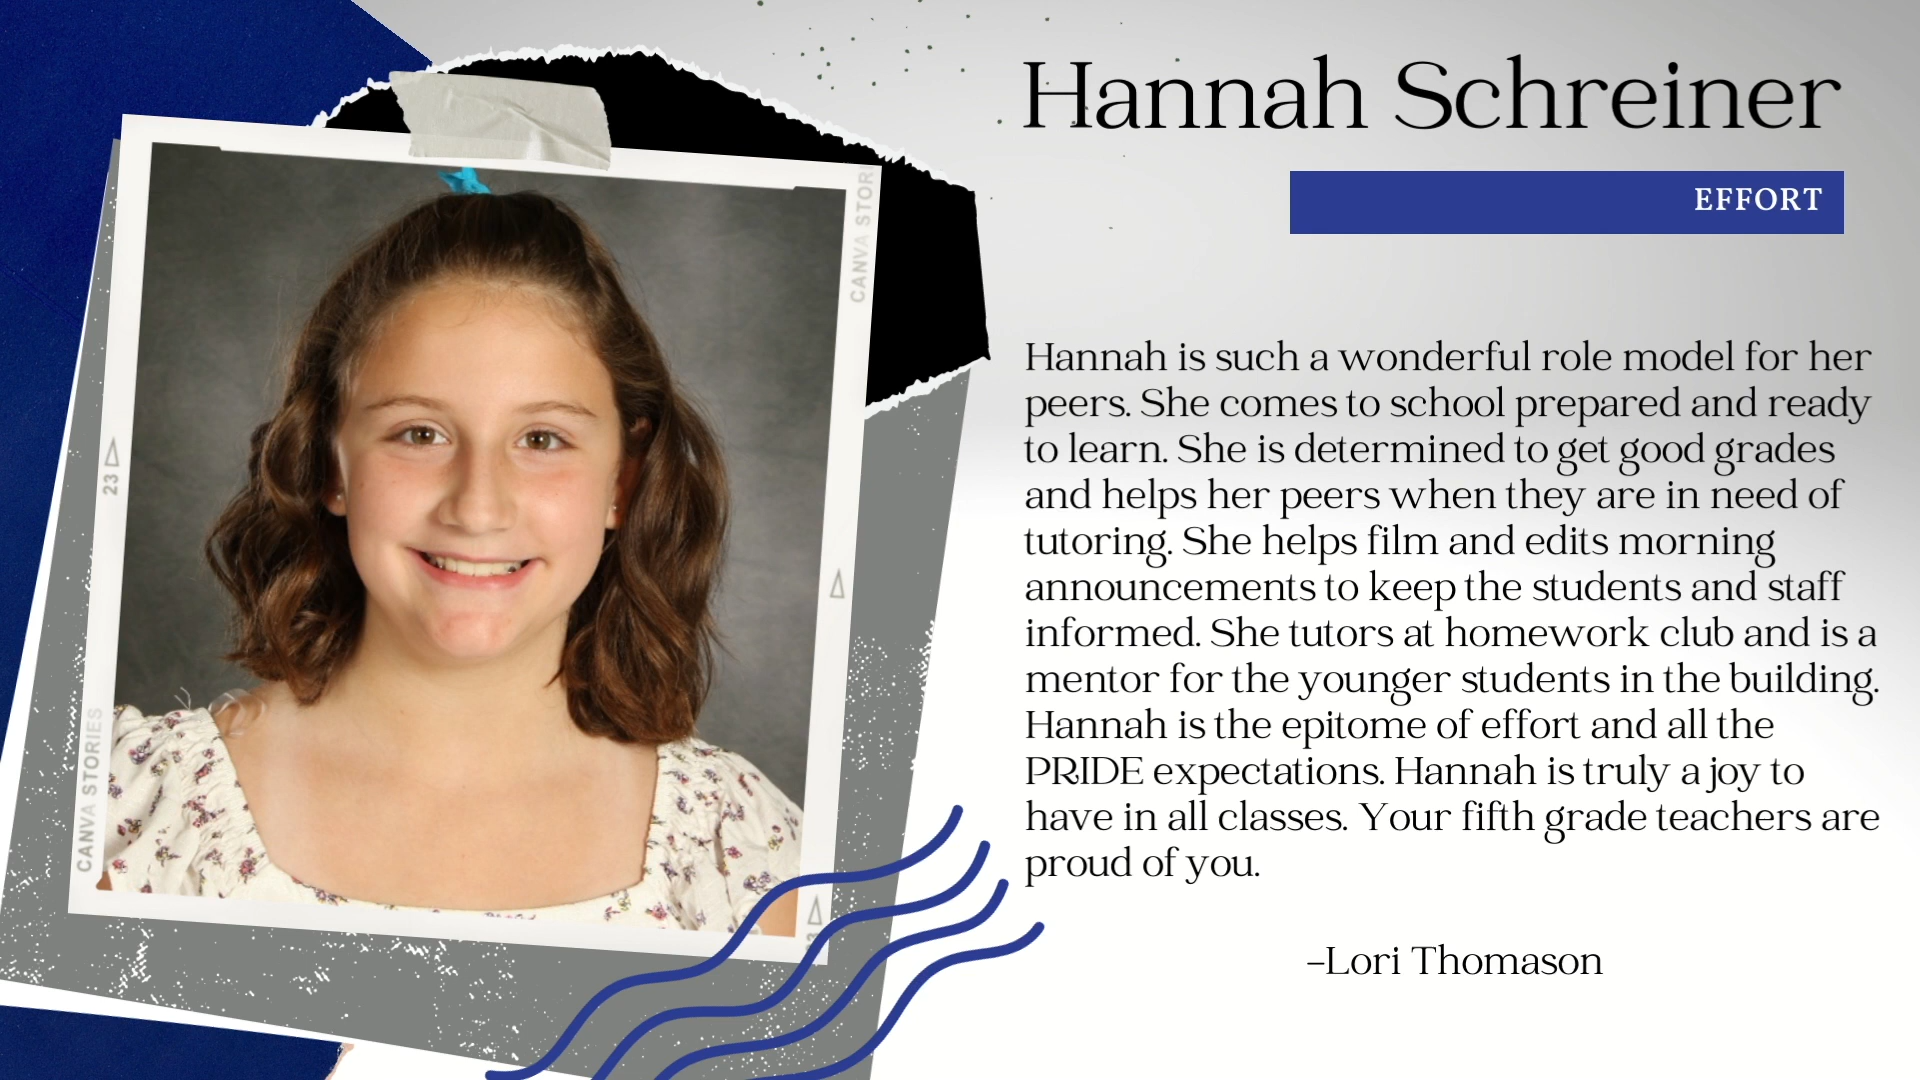 Hannah Schreiner
EFFORT
Hannah is such a wonderful role model for her
peers. She comes to school prepared and ready
to learn. She is determined to get good grades
and helps her peers when they are in need of
tutoring. She helps film and edits morning
announcements to keep the students and staff
informed. She tutors at homework club and is a
mentor for the younger students in the building.
Hannah is the epitome of effort and all the
PRIDE expectations. Hannah is truly a joy to
have in all classes. Your fifth grade teachers are
proud of you.
–Lori Thomason
CANVA STORI
23
CANVA STORIES